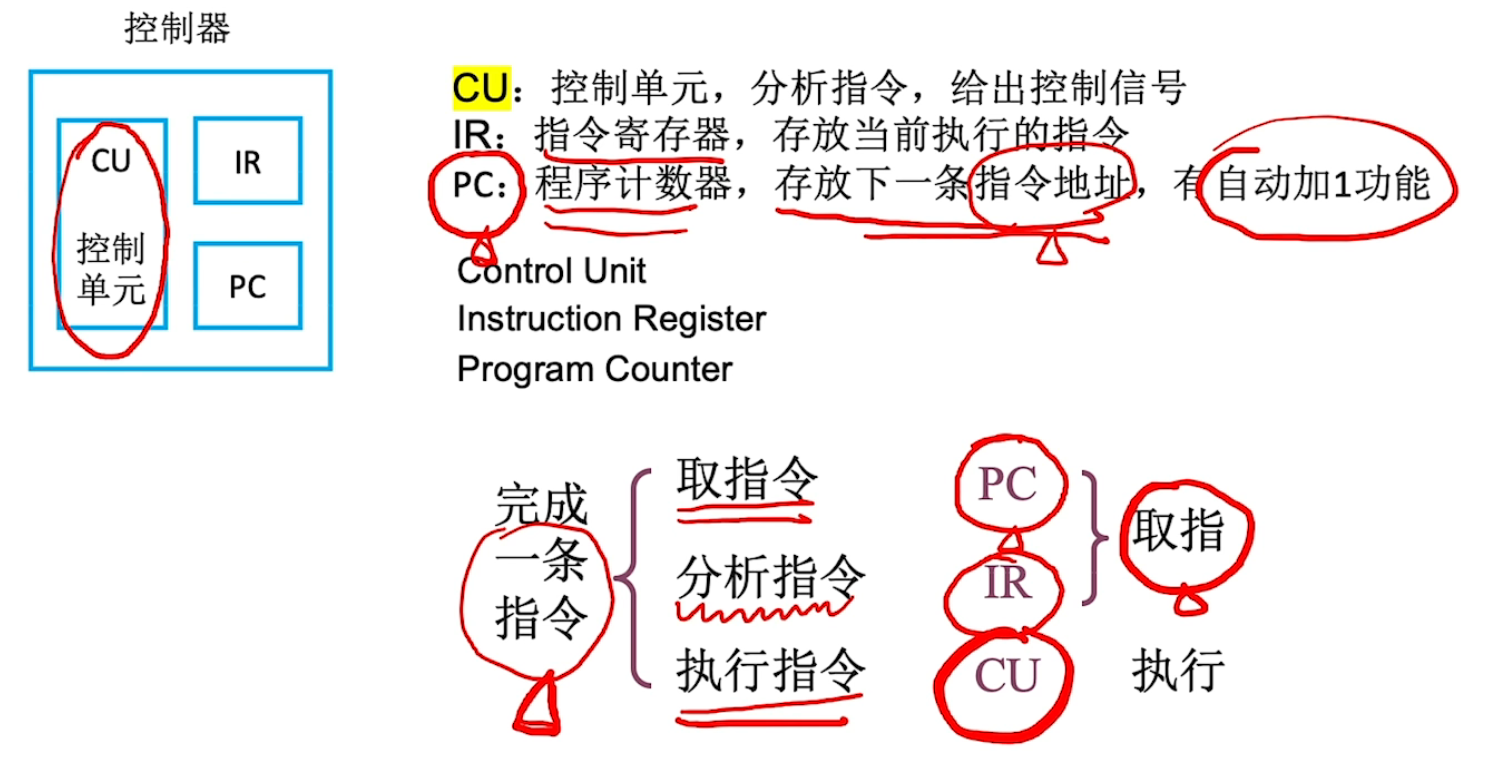 控制器
CU
控制
单元
IR
PC
CU：控制单元，分析指令，给出控制信号
IR：指令寄存器，存放当前执行的指令
PC：程序计数器，存放下一条指令地址，有自动加1功能
Control Unit
Instruction Register
Program Counter
完成
一条
指令
取指令
分析指令
执行指令
PC
IR
CU
取指
执行